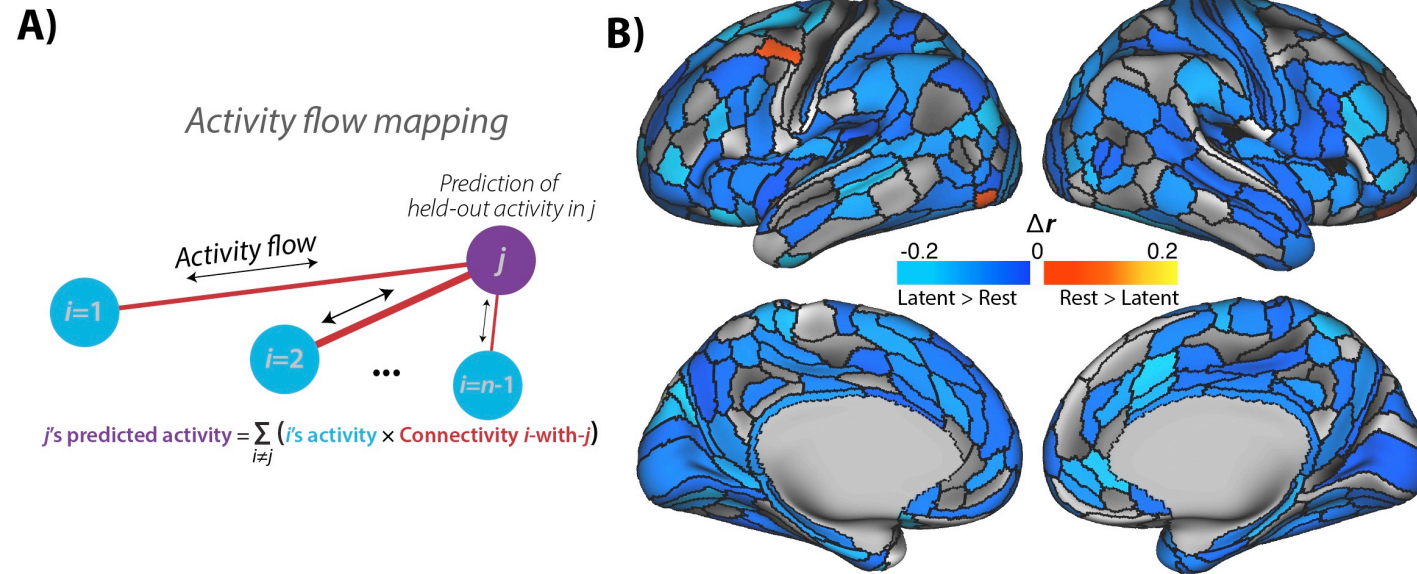 A)
Activity flow mapping
Prediction of
held-out activity in j
Activity flow
j
i=1
i=2
...
i=n-1
j's predicted activity = Σ (i's activity × Connectivity i-with-j)
i≠j
B)
Δr
-0.2 0 0.2
Latent > Rest Rest > Latent